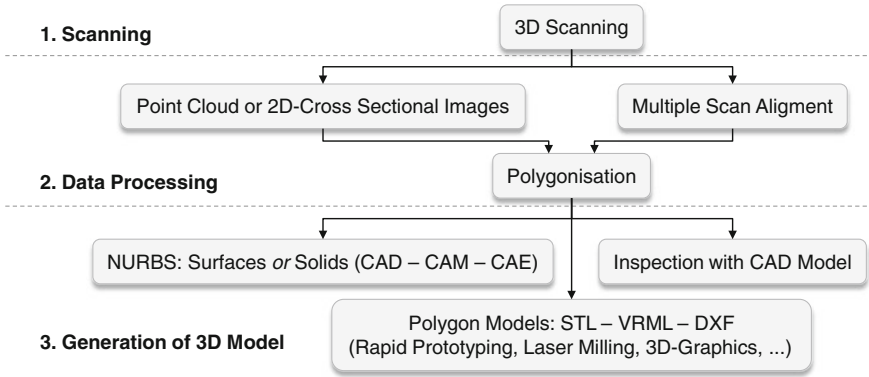 1. Scanning
3D Scanning
Point Cloud or 2D-Cross Sectional Images
Multiple Scan Aligment
2. Data Processing
Polygonisation
NURBS: Surfaces or Solids (CAD – CAM – CAE)
Inspection with CAD Model
3. Generation of 3D Model
Polygon Models: STL – VRML – DXF
(Rapid Prototyping, Laser Milling, 3D-Graphics, ...)